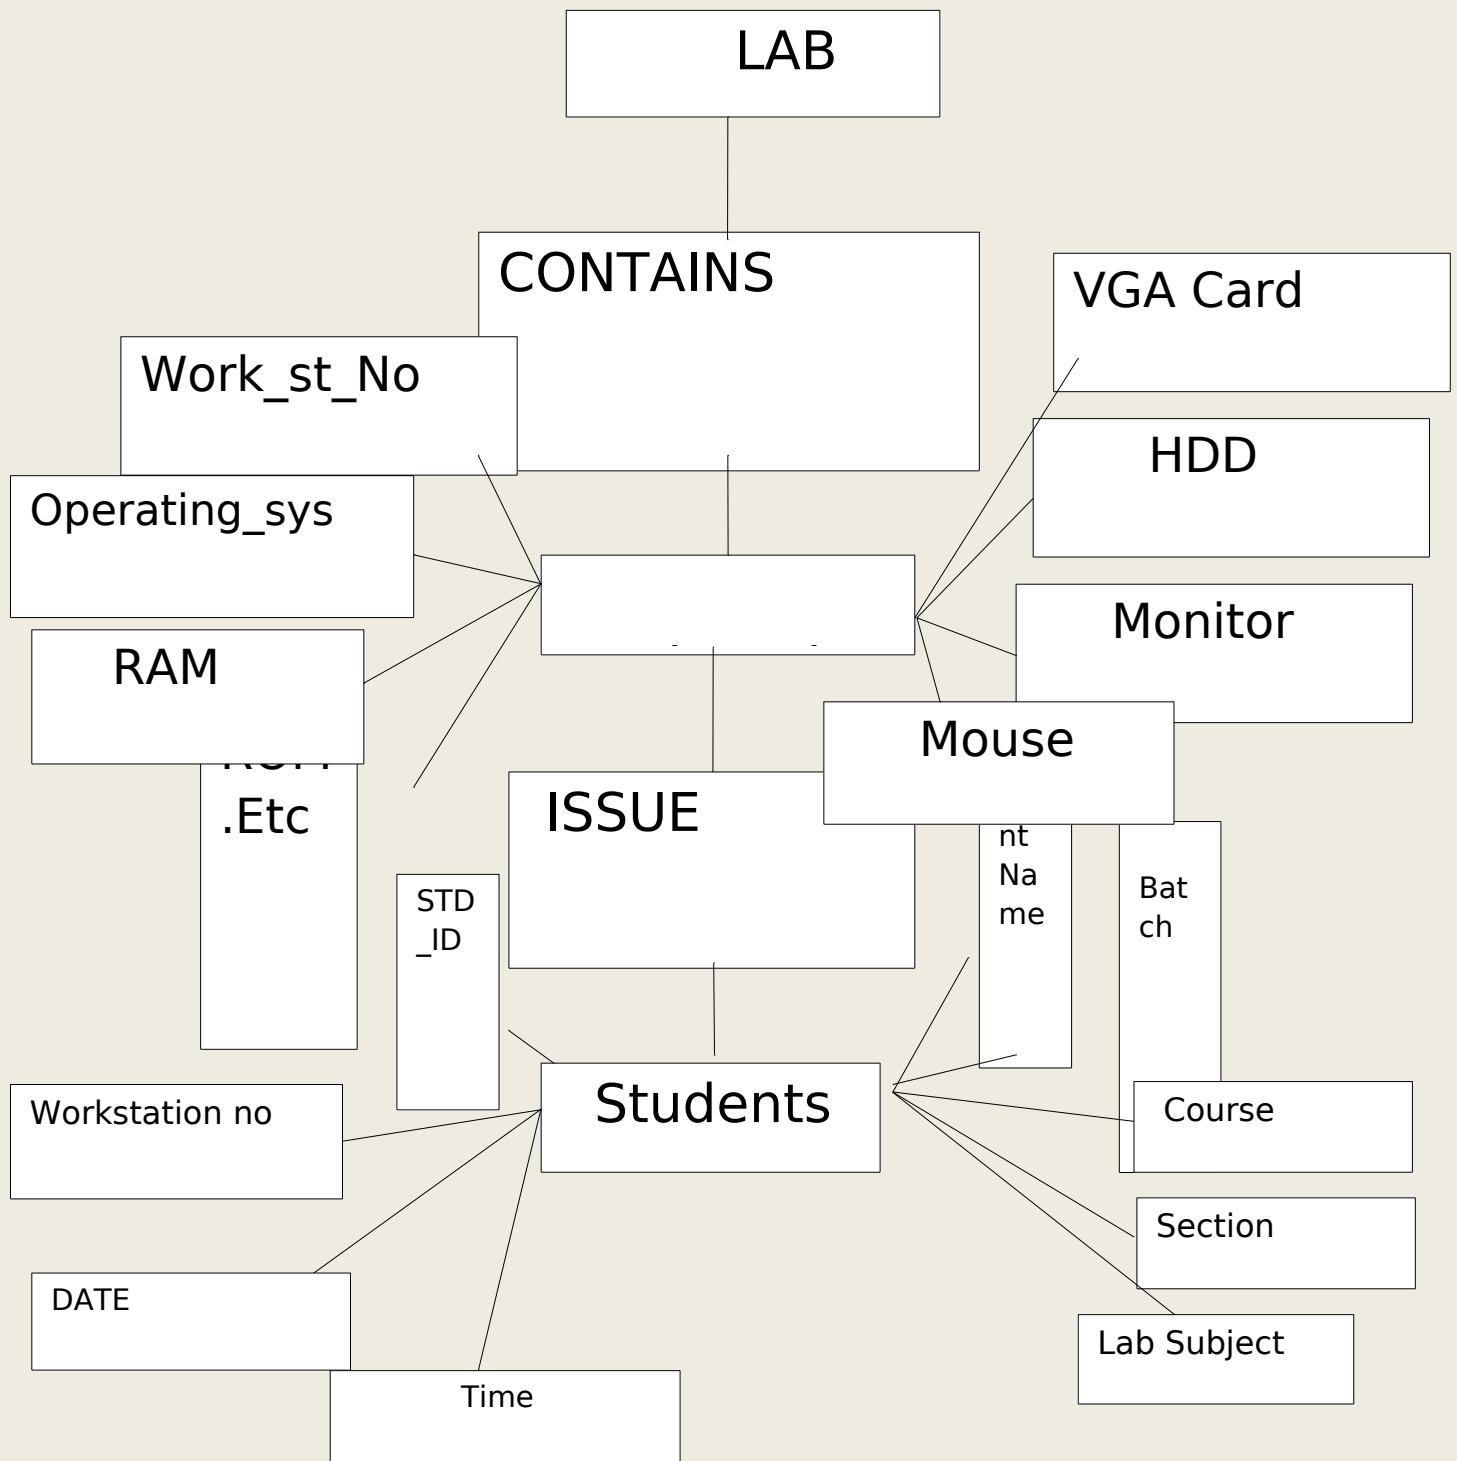 LAB
CONTAINS
VGA Card
Work_st_No
HDD
Operating_sys
Monitor
RAM
Mouse
.Etc
ISSUE
nt
Na
me
Bat
ch
STD
_ID
Students
Workstation no
Course
Section
DATE
Lab Subject
Time